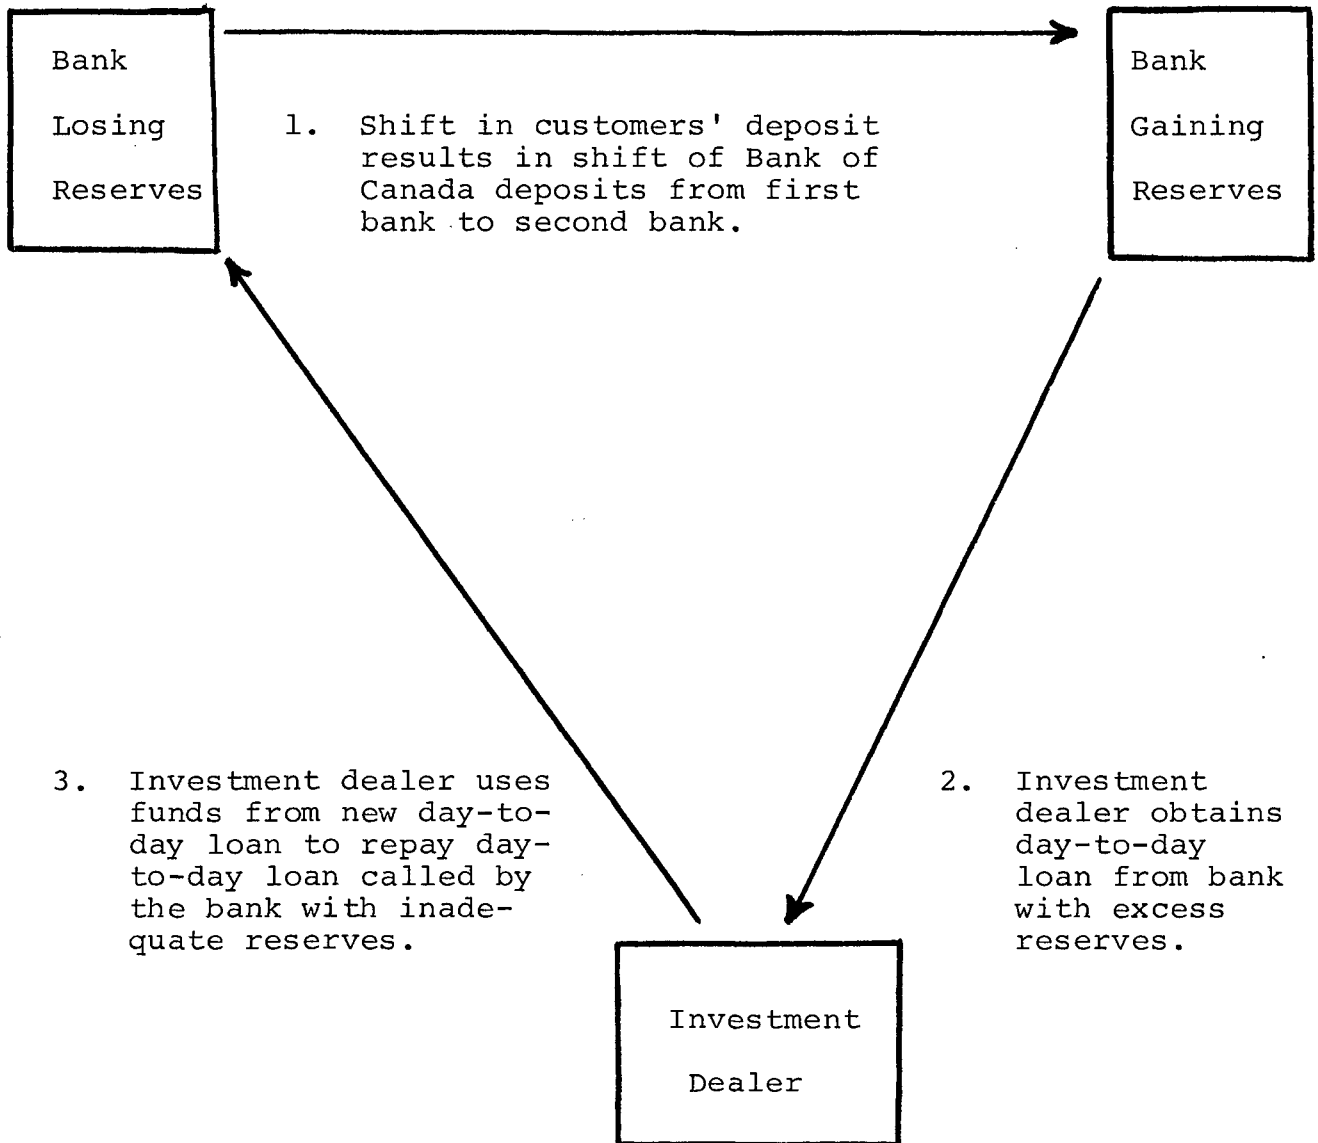 Bank
Losing
Reserves
1. Shift in customers' deposit
results in shift of Bank of
Canada deposits from first
bank to second bank.
Bank
Gaining
Reserves
3. Investment dealer uses
funds from new day-to-
day loan to repay day-
to-day loan called by
the bank with inade-
quate reserves.
2. Investment
dealer obtains
day-to-day
loan from bank
with excess
reserves.
Investment
Dealer